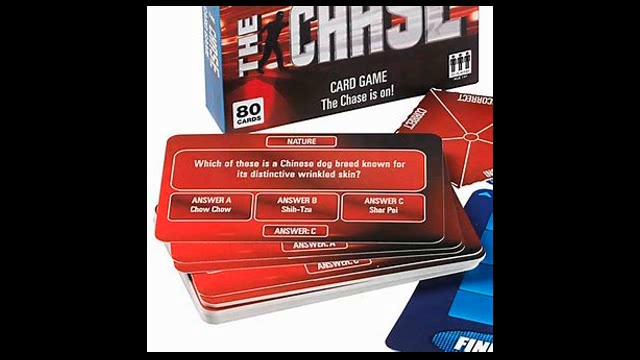 THE CHASE
CARD GAME
The Chase is on!
80
CARDS
CORRECT
NATURE
Which of these is a Chinese dog breed known for
its distinctive wrinkled skin?
ANSWER A
Chow Chow
ANSWER B
Shih-Tzu
ANSWER C
Shar Pei
ANSWER: C
ANSWER: A
ANSWER: C